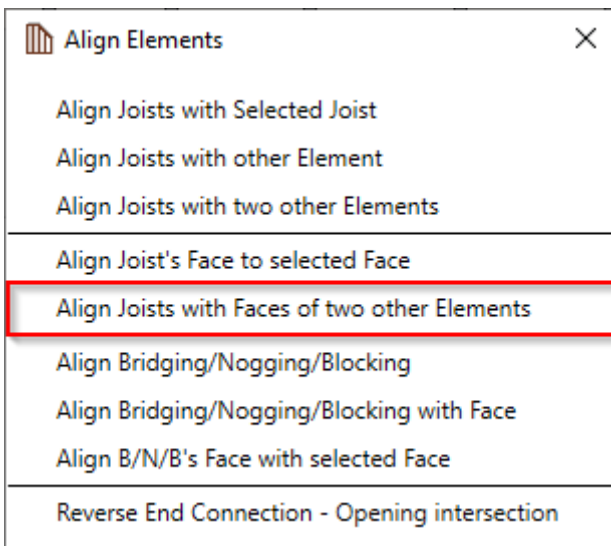 Align Elements
Align Joists with Selected Joist
Align Joists with other Element
Align Joists with two other Elements
Align Joist's Face to selected Face
Align Joists with Faces of two other Elements
Align Bridging/Nogging/Blocking
Align Bridging/Nogging/Blocking with Face
Align B/N/B's Face with selected Face
Reverse End Connection - Opening intersection